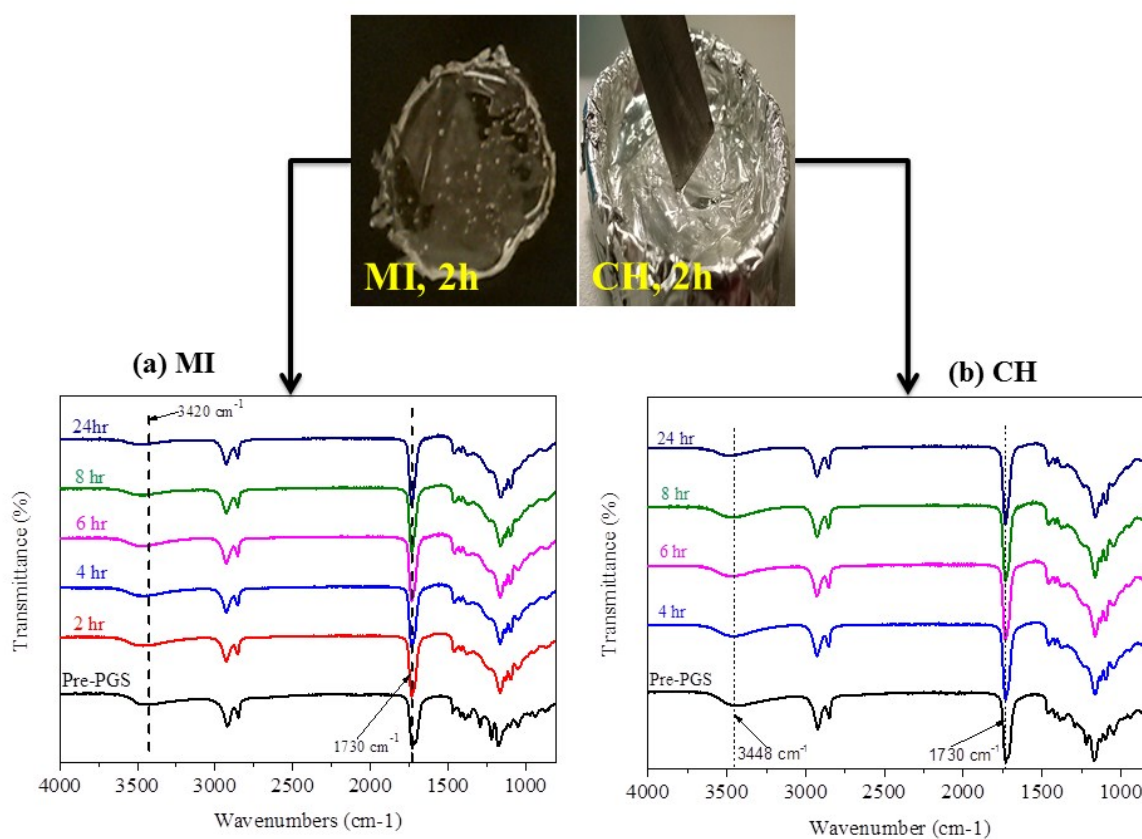 MI, 2h
CH, 2h
(a) MI
3420 cm-1
24hr
8 hr
6 hr
4 hr
2 hr
Pre-PGS
1730 cm-1
Transmittance (%)
4000 3500 3000 2500 2000 1500 1000
Wavenumbers (cm-1)
(b) CH
24 hr
8 hr
6 hr
4 hr
Pre-PGS
3448 cm-1
1730 cm-1
Transmittance (%)
4000 3500 3000 2500 2000 1500 1000
Wavenumber (cm-1)